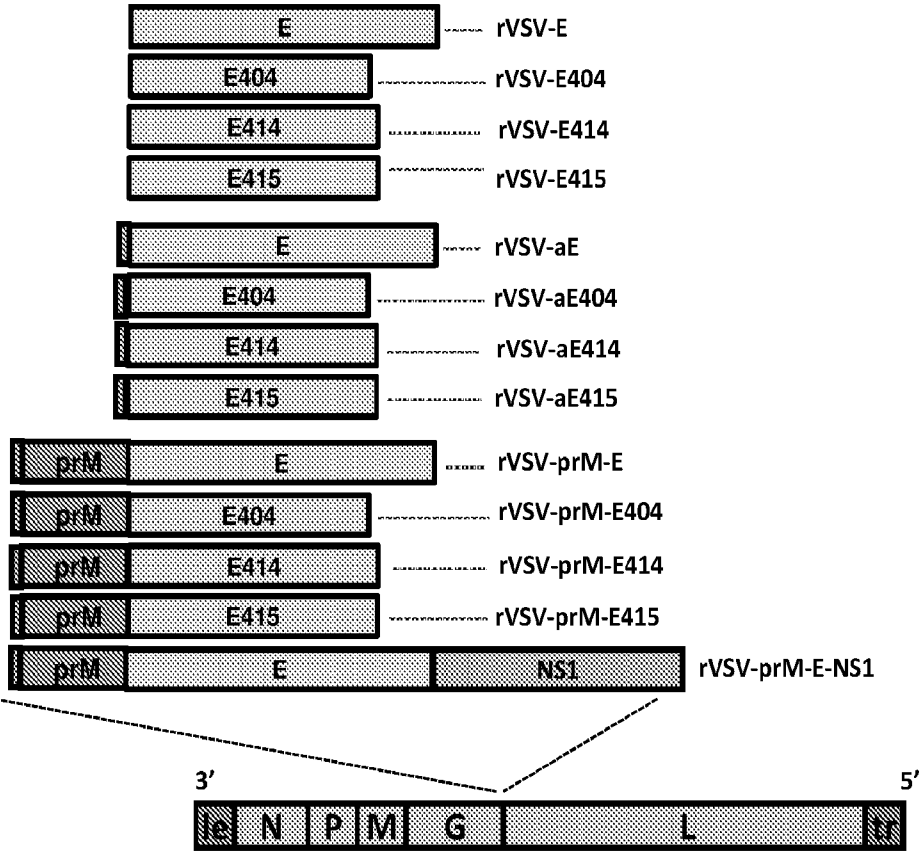 E rVSV-E
E404 rVSV-E404
E414 rVSV-E414
E415 rVSV-E415
E rVSV-aE
E404 rVSV-aE404
E414 rVSV-aE414
E415 rVSV-aE415
prM E rVSV-prM-E
prM E404 rVSV-prM-E404
prM E414 rVSV-prM-E414
prM E415 rVSV-prM-E415
prM E NS1 rVSV-prM-E-NS1
3’ 5’
le N P M G L tr